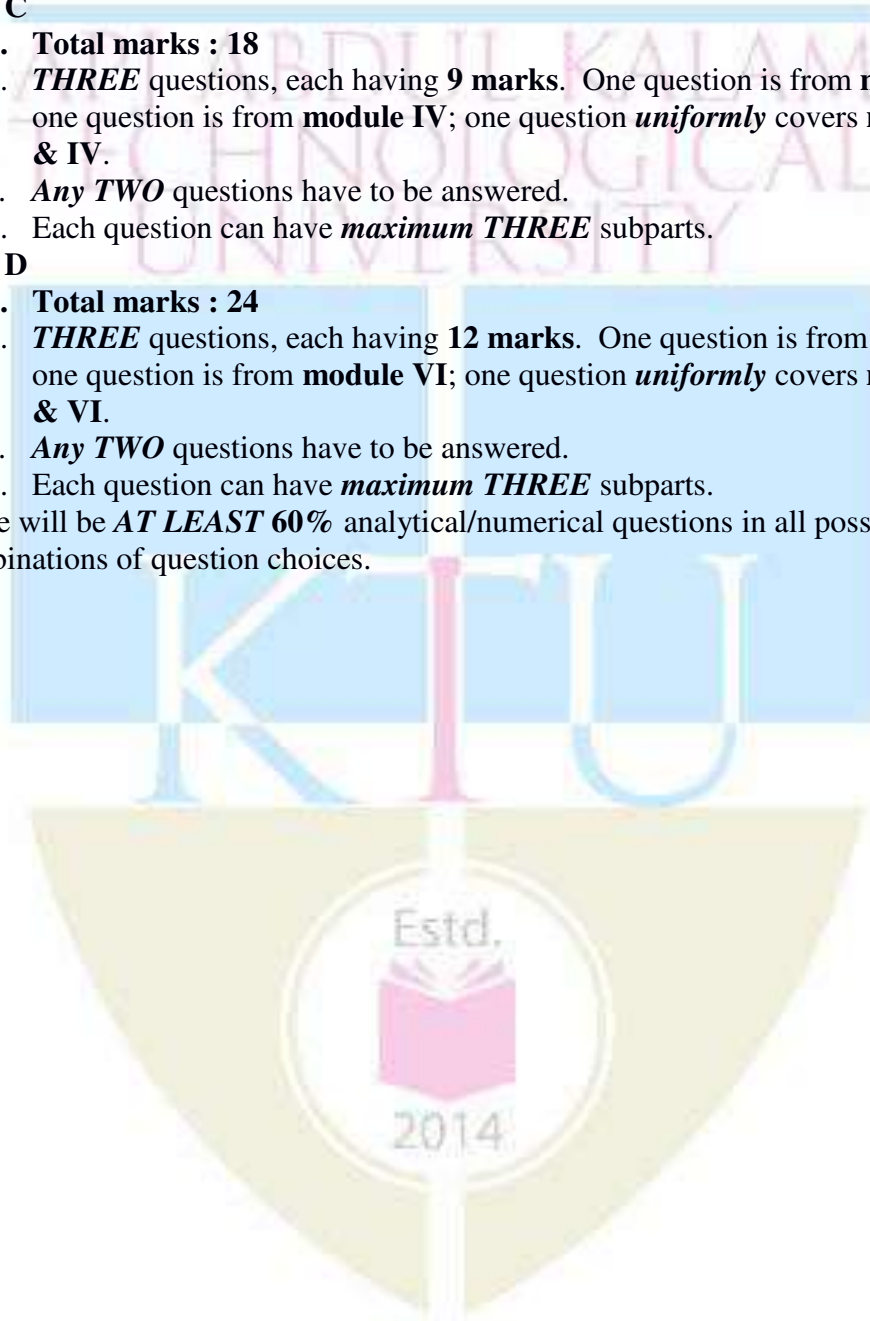 C
. Total marks : 18
. THREE questions, each having 9 marks. One question is from
one question is from module IV; one question uniformly covers
& IV.
. Any TWO questions have to be answered.
. Each question can have maximum THREE subparts.
D
. Total marks : 24
. THREE questions, each having 12 marks. One question is from
one question is from module VI; one question uniformly covers
& VI.
. Any TWO questions have to be answered.
. Each question can have maximum THREE subparts.
e will be AT LEAST 60% analytical/numerical questions in all poss
binations of question choices.
ABDUL KALAM
TECHNOLOGICAL
UNIVERSITY
KTU
Estd.
2014